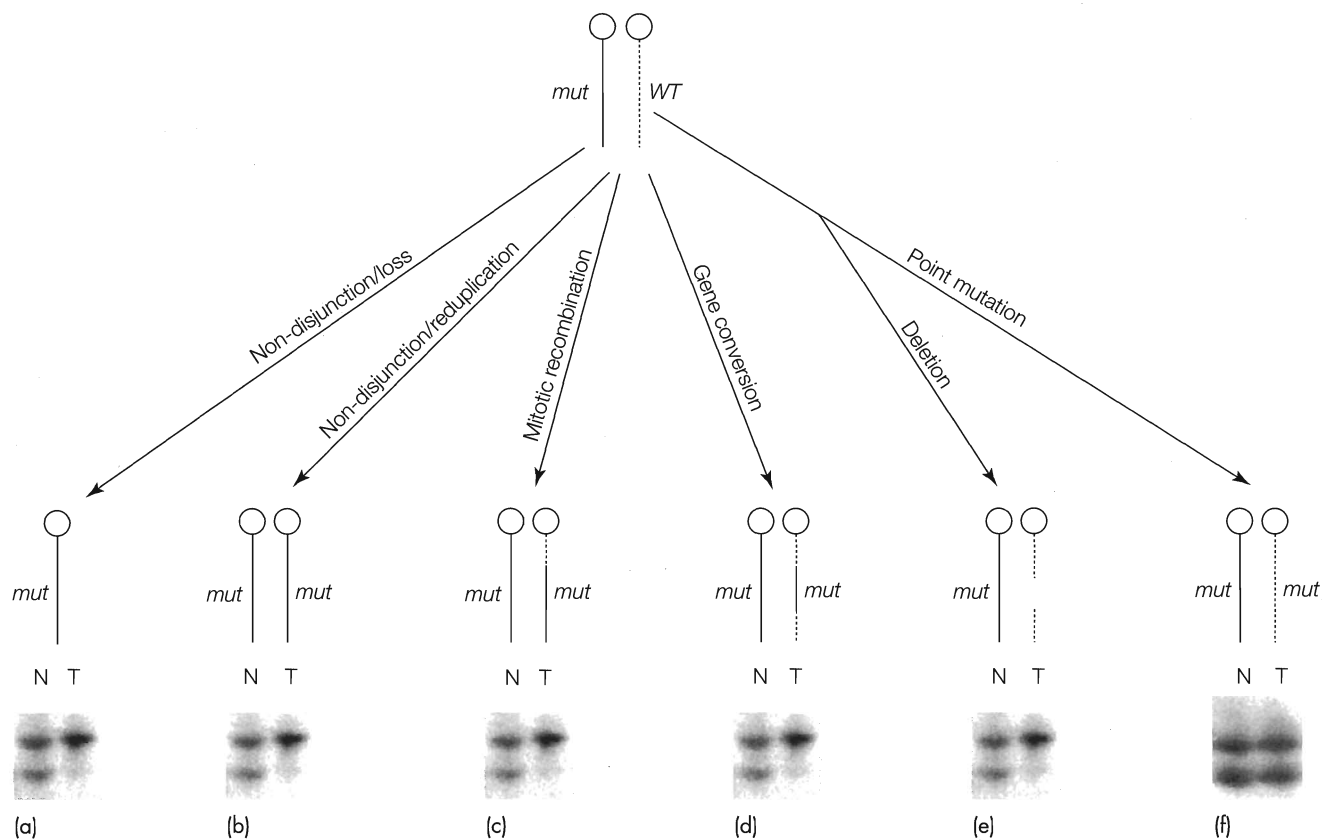 mut WT
Non-disjunction/loss
Non-disjunction/reduplication
Mitotic recombination
Gene conversion
Deletion
Point mutation
mut
mut mut
mut mut
mut mut
mut
mut mut
N T
N T
N T
N T
N T
N T
(a)
(b)
(c)
(d)
(e)
(f)